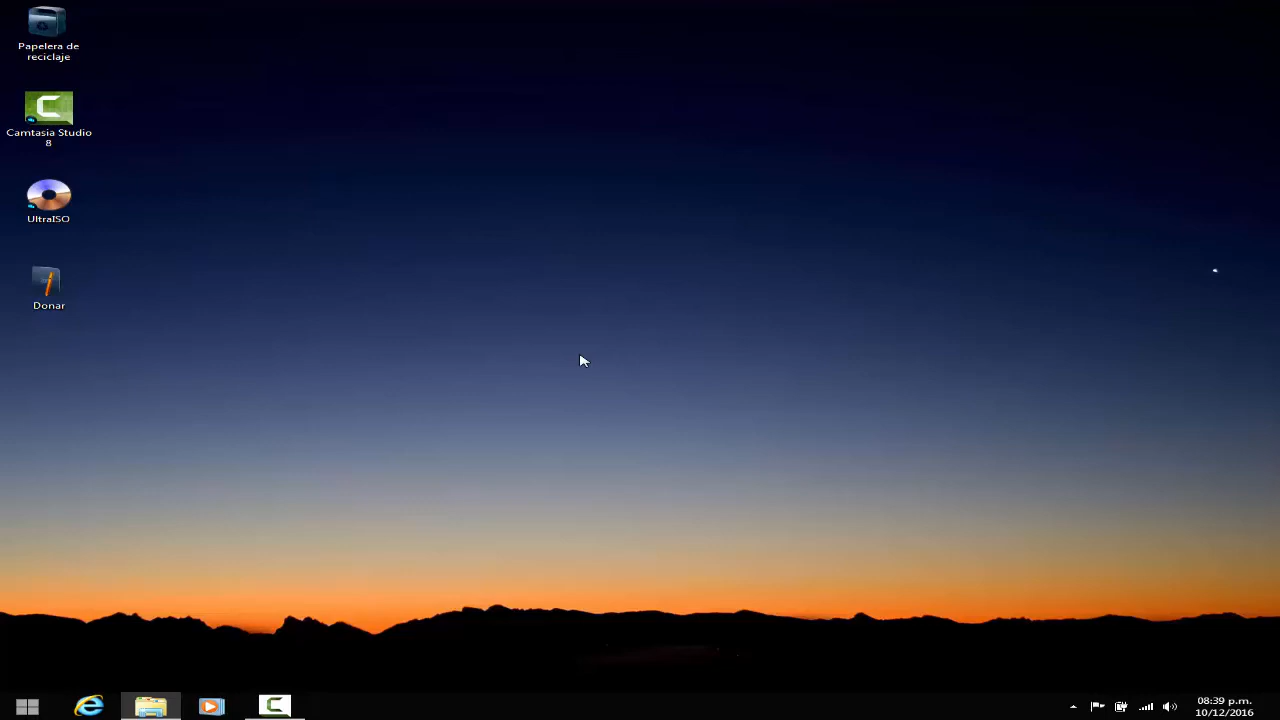 Papelera de
reciclaje
Camtasia Studio
8
UltraISO
Donar
08:39 p.m.
10/12/2016